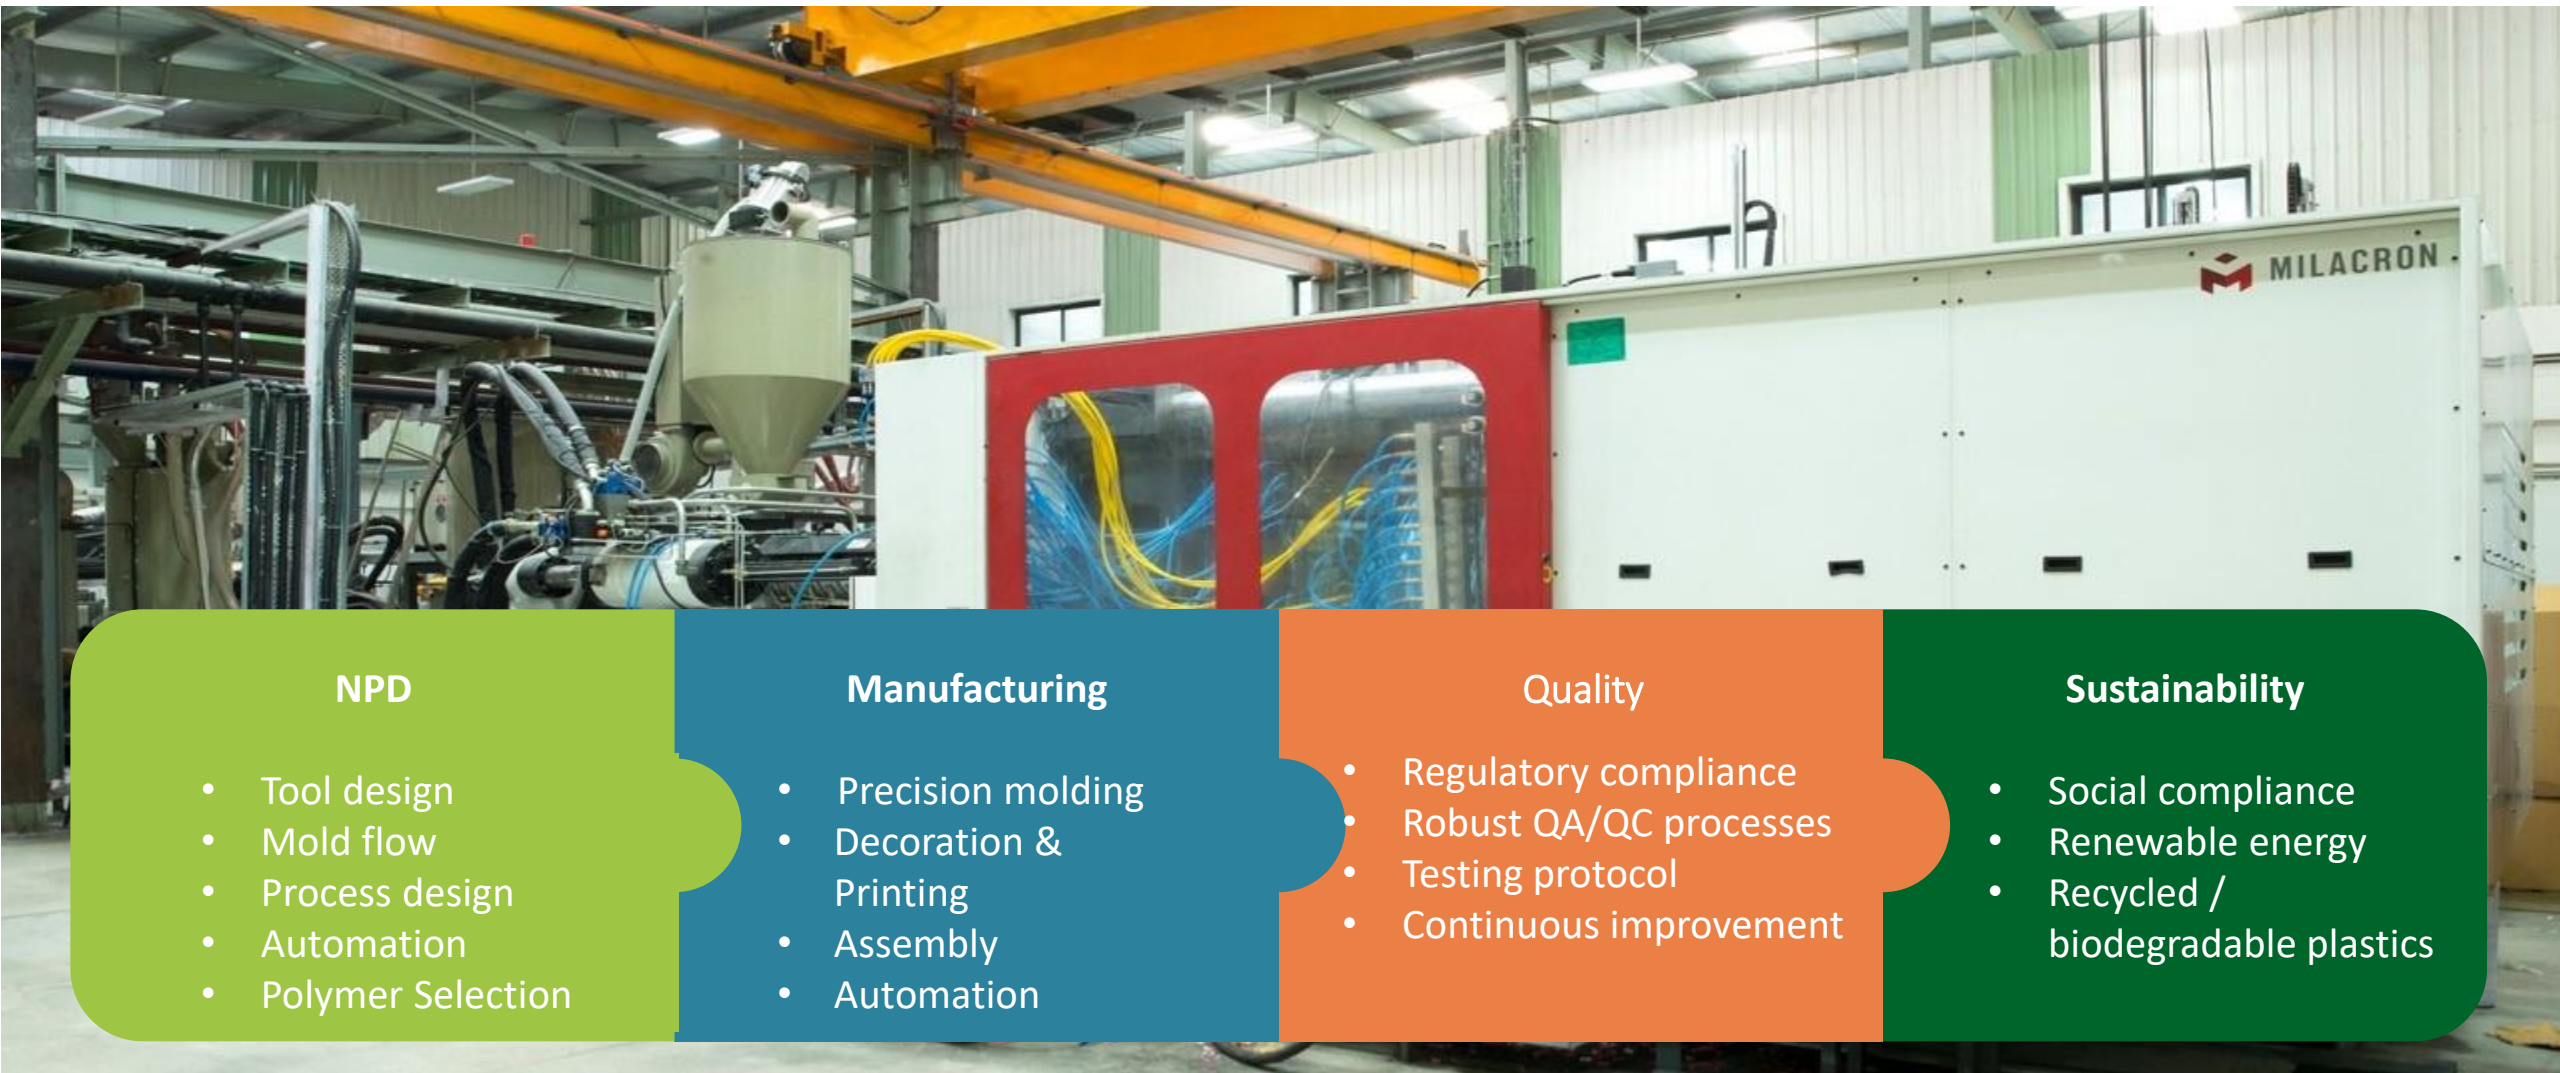 MILACRON
NPD
• Tool design
• Mold flow
• Process design
• Automation
• Polymer Selection
Manufacturing
• Precision molding
• Decoration &
Printing
• Assembly
• Automation
Quality
• Regulatory compliance
• Robust QA/QC processes
• Testing protocol
• Continuous improvement
Sustainability
• Social compliance
• Renewable energy
• Recycled /
biodegradable plastics